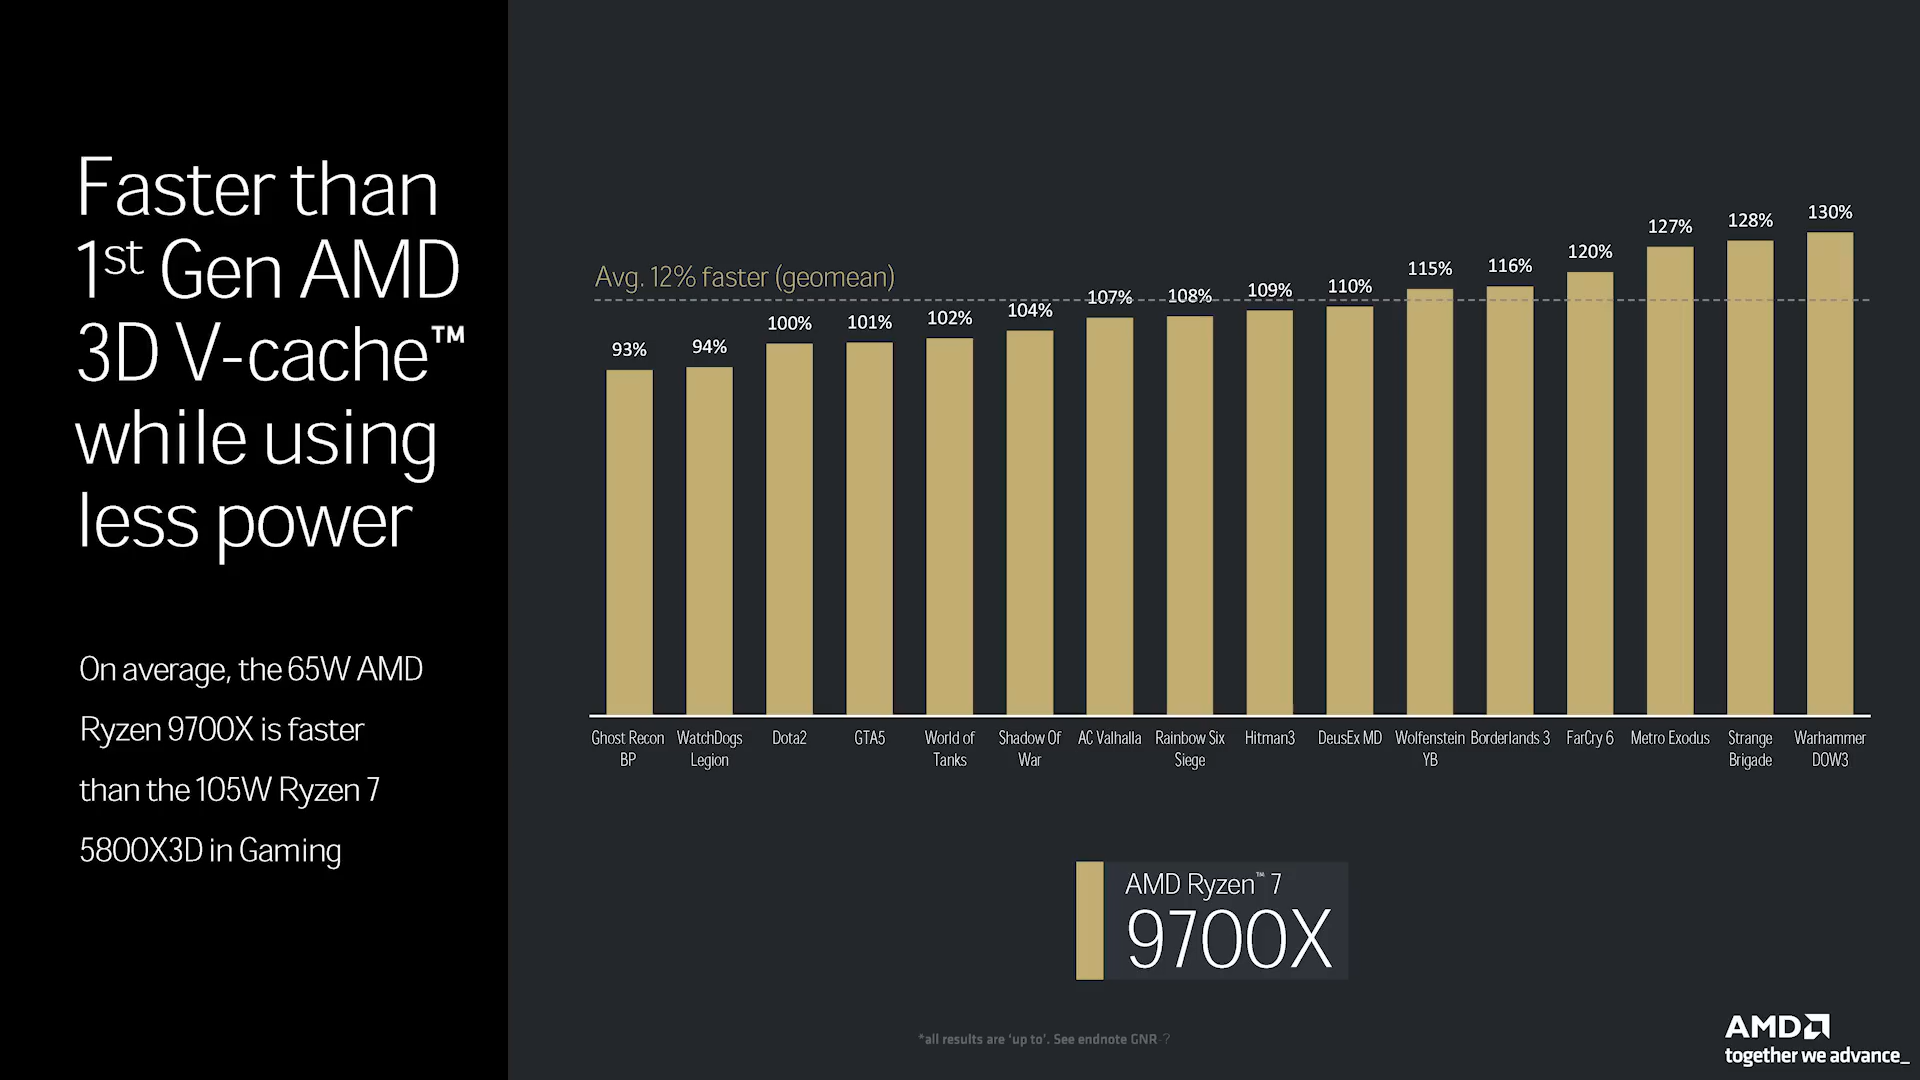 Faster than
1st Gen AMD
3D V-cache™
while using
less power
On average, the 65W AMD
Ryzen 9700X is faster
than the 105W Ryzen 7
5800X3D in Gaming
Avg. 12% faster (geomean)
93%
94%
100%
101%
102%
104%
107%
108%
109%
110%
115%
116%
120%
127%
128%
130%
Ghost Recon
BP
WatchDogs
Legion
Dota2
GTA5
World of
Tanks
Shadow Of
War
AC Valhalla
Rainbow Six
Siege
Hitman3
DeusEx MD
Wolfenstein
YB
Borderlands 3
FarCry 6
Metro Exodus
Strange
Brigade
Warhammer
DOW3
AMD Ryzen™ 7
9700X
*all results are 'up to'. See endnote GNR-?
AMD
together we advance_